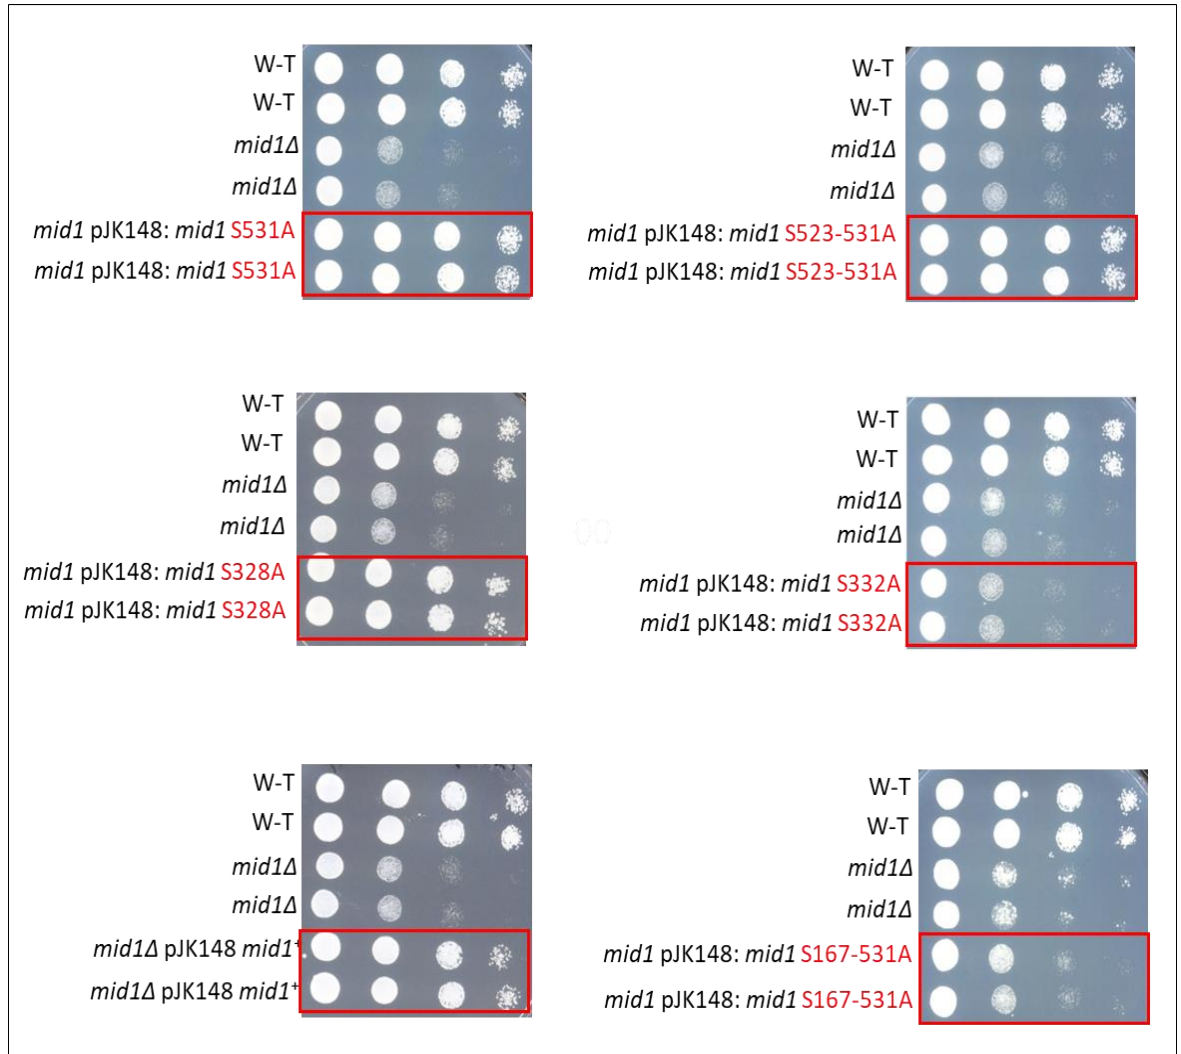 W-T
W-T
mid1Δ
mid1Δ
mid1 pJK148: mid1 S531A
mid1 pJK148: mid1 S531A
W-T
W-T
mid1Δ
mid1Δ
mid1 pJK148: mid1 S523-531A
mid1 pJK148: mid1 S523-531A
W-T
W-T
mid1Δ
mid1Δ
mid1 pJK148: mid1 S328A
mid1 pJK148: mid1 S328A
W-T
W-T
mid1Δ
mid1Δ
mid1 pJK148: mid1 S332A
mid1 pJK148: mid1 S332A
W-T
W-T
mid1Δ
mid1Δ
mid1Δ pJK148 mid1⁺
mid1Δ pJK148 mid1⁺
W-T
W-T
mid1Δ
mid1Δ
mid1 pJK148: mid1 S167-531A
mid1 pJK148: mid1 S167-531A